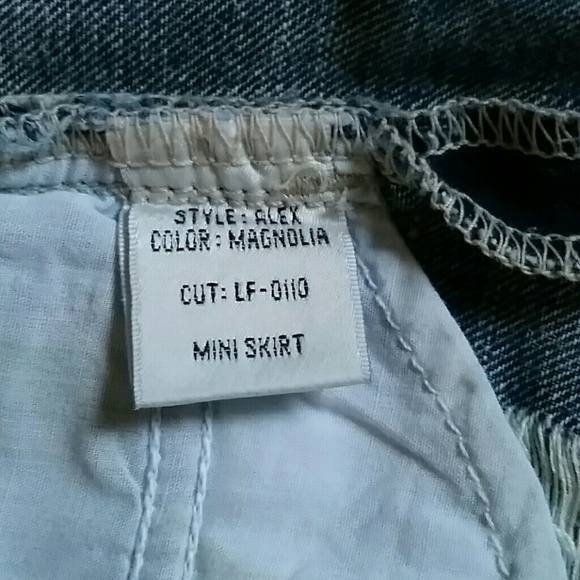 STYLE: ALEX
COLOR: MAGNOLIA
CUT: LF-0110
MINI SKIRT